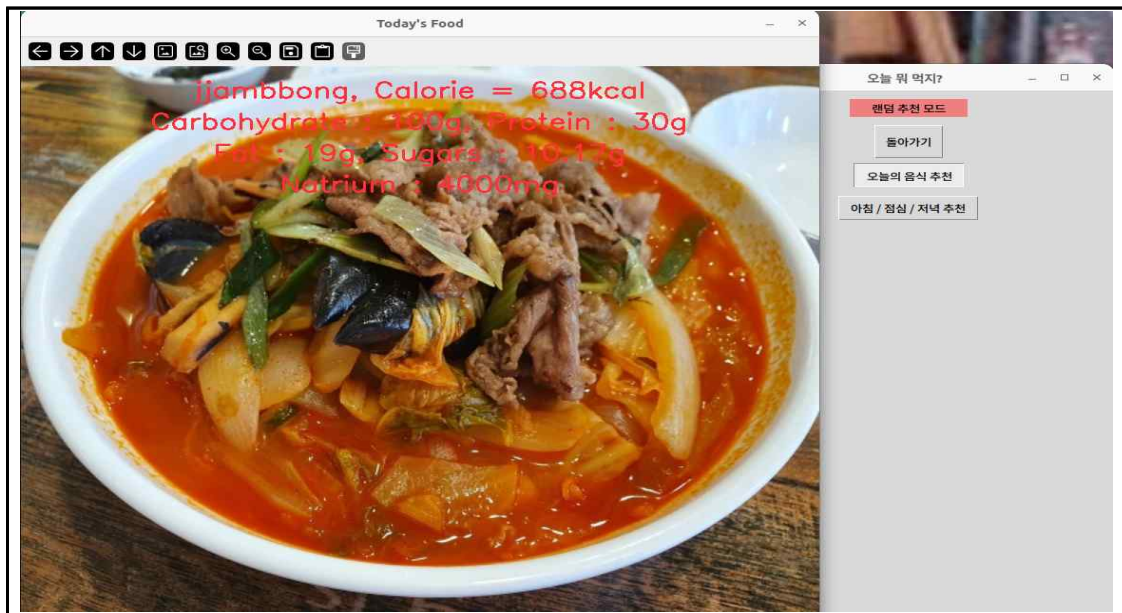 Today's Food
jjambbong, Calorie = 688kcal
Carbohydrate : 100g, Protein : 30g
Fat : 19g, Sugars : 10.17g
Natrium : 4000mg
오늘 뭐 먹지?
랜덤 추천 모드
돌아가기
오늘의 음식 추천
아침 / 점심 / 저녁 추천